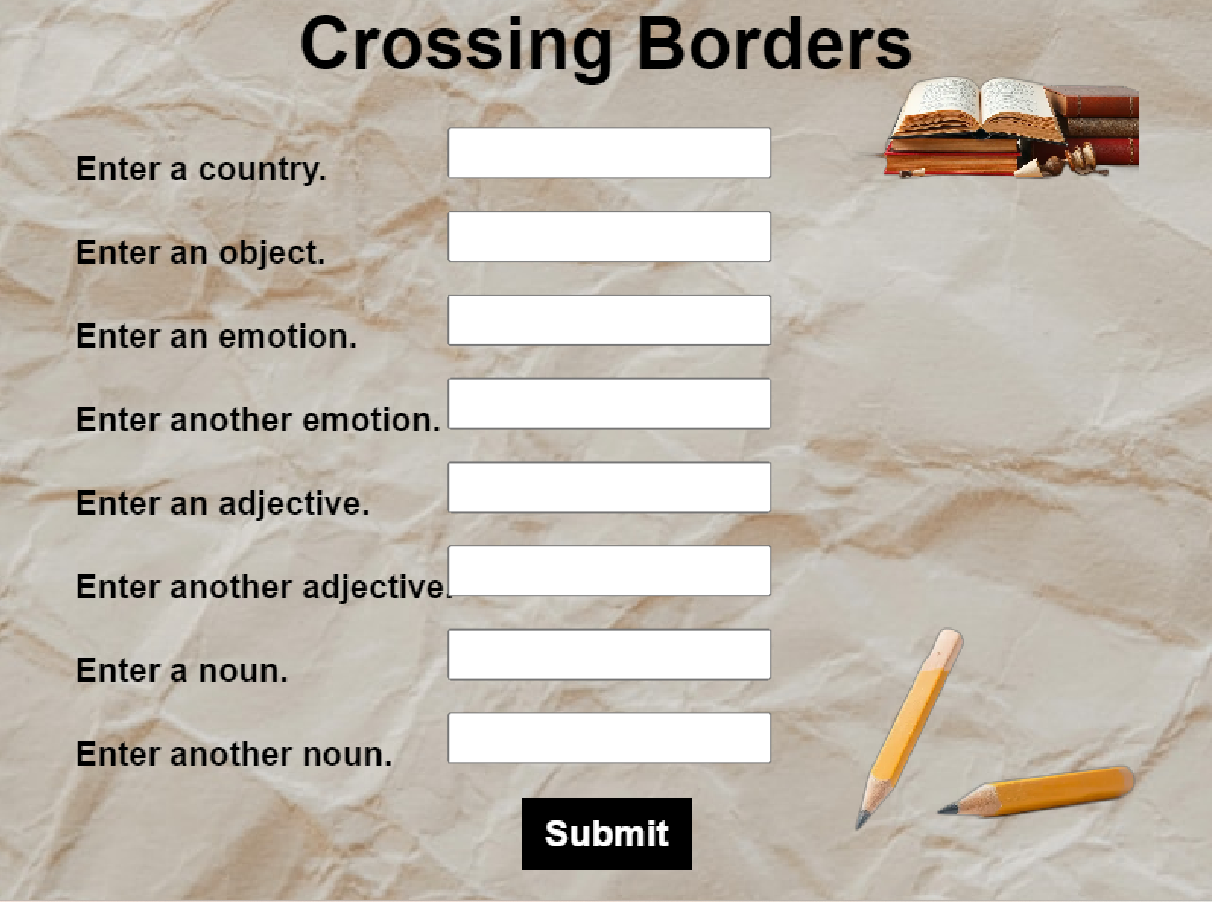 Crossing Borders
Enter a country.
Enter an object.
Enter an emotion.
Enter another emotion.
Enter an adjective.
Enter another adjective.
Enter a noun.
Enter another noun.
Submit